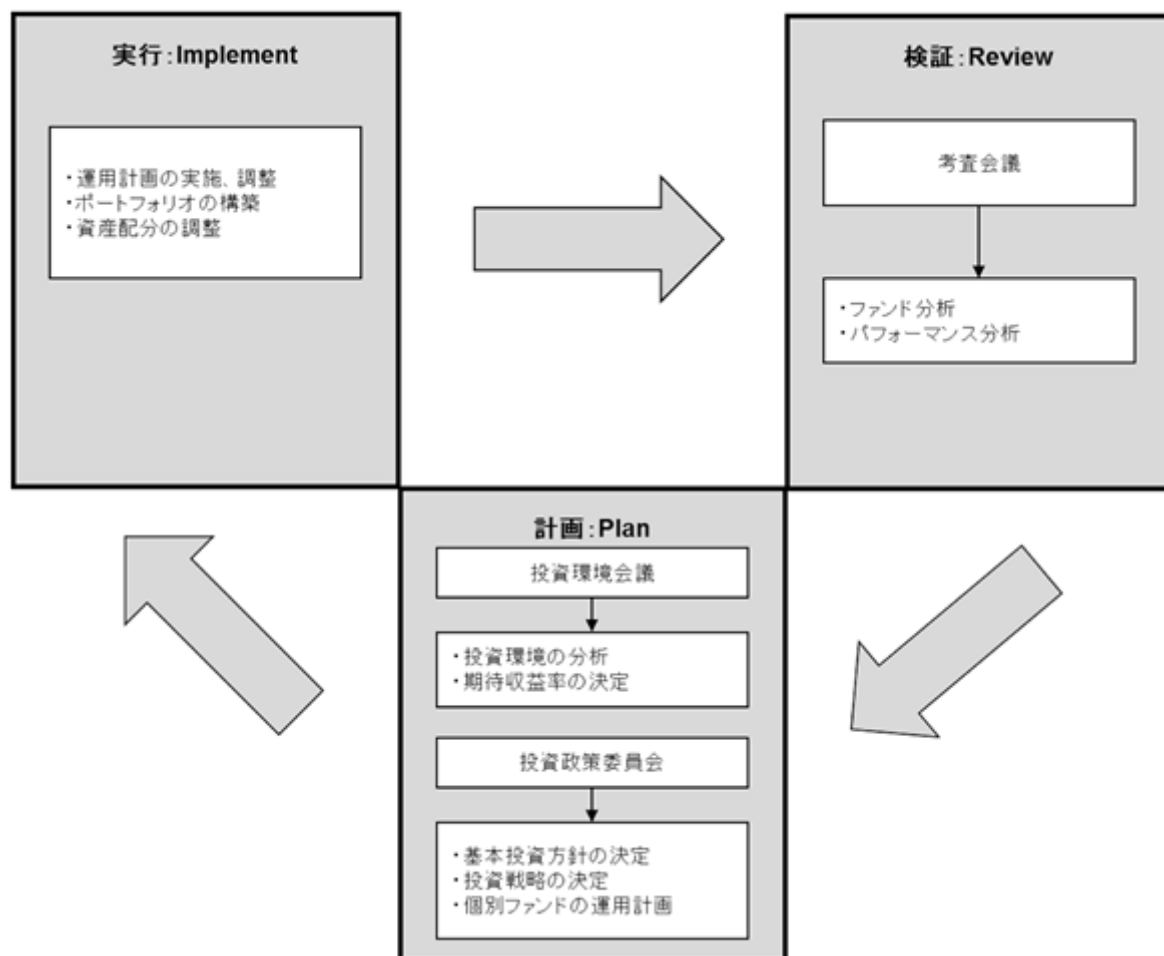 実行:Implement
・運用計画の実施、調整
・ポートフォリオの構築
・資産配分の調整
検証:Review
考査会議
・ファンド分析
・パフォーマンス分析
計画:Plan
投資環境会議
・投資環境の分析
・期待収益率の決定
投資政策委員会
・基本投資方針の決定
・投資戦略の決定
・個別ファンドの運用計画